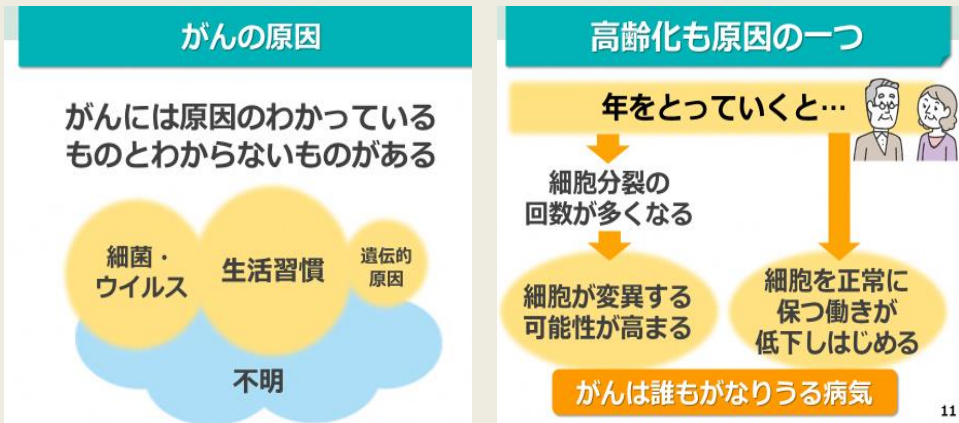 がんの原因
がんには原因のわかっている
ものとわからないものがある
細菌・
ウイルス
生活習慣
遺伝的
原因
不明
高齢化も原因の一つ
年をとっていくと…
細胞分裂の
回数が多くなる
細胞が変異する
可能性が高まる
細胞を正常に
保つ働きが
低下しはじめる
がんは誰もがなりうる病気
11